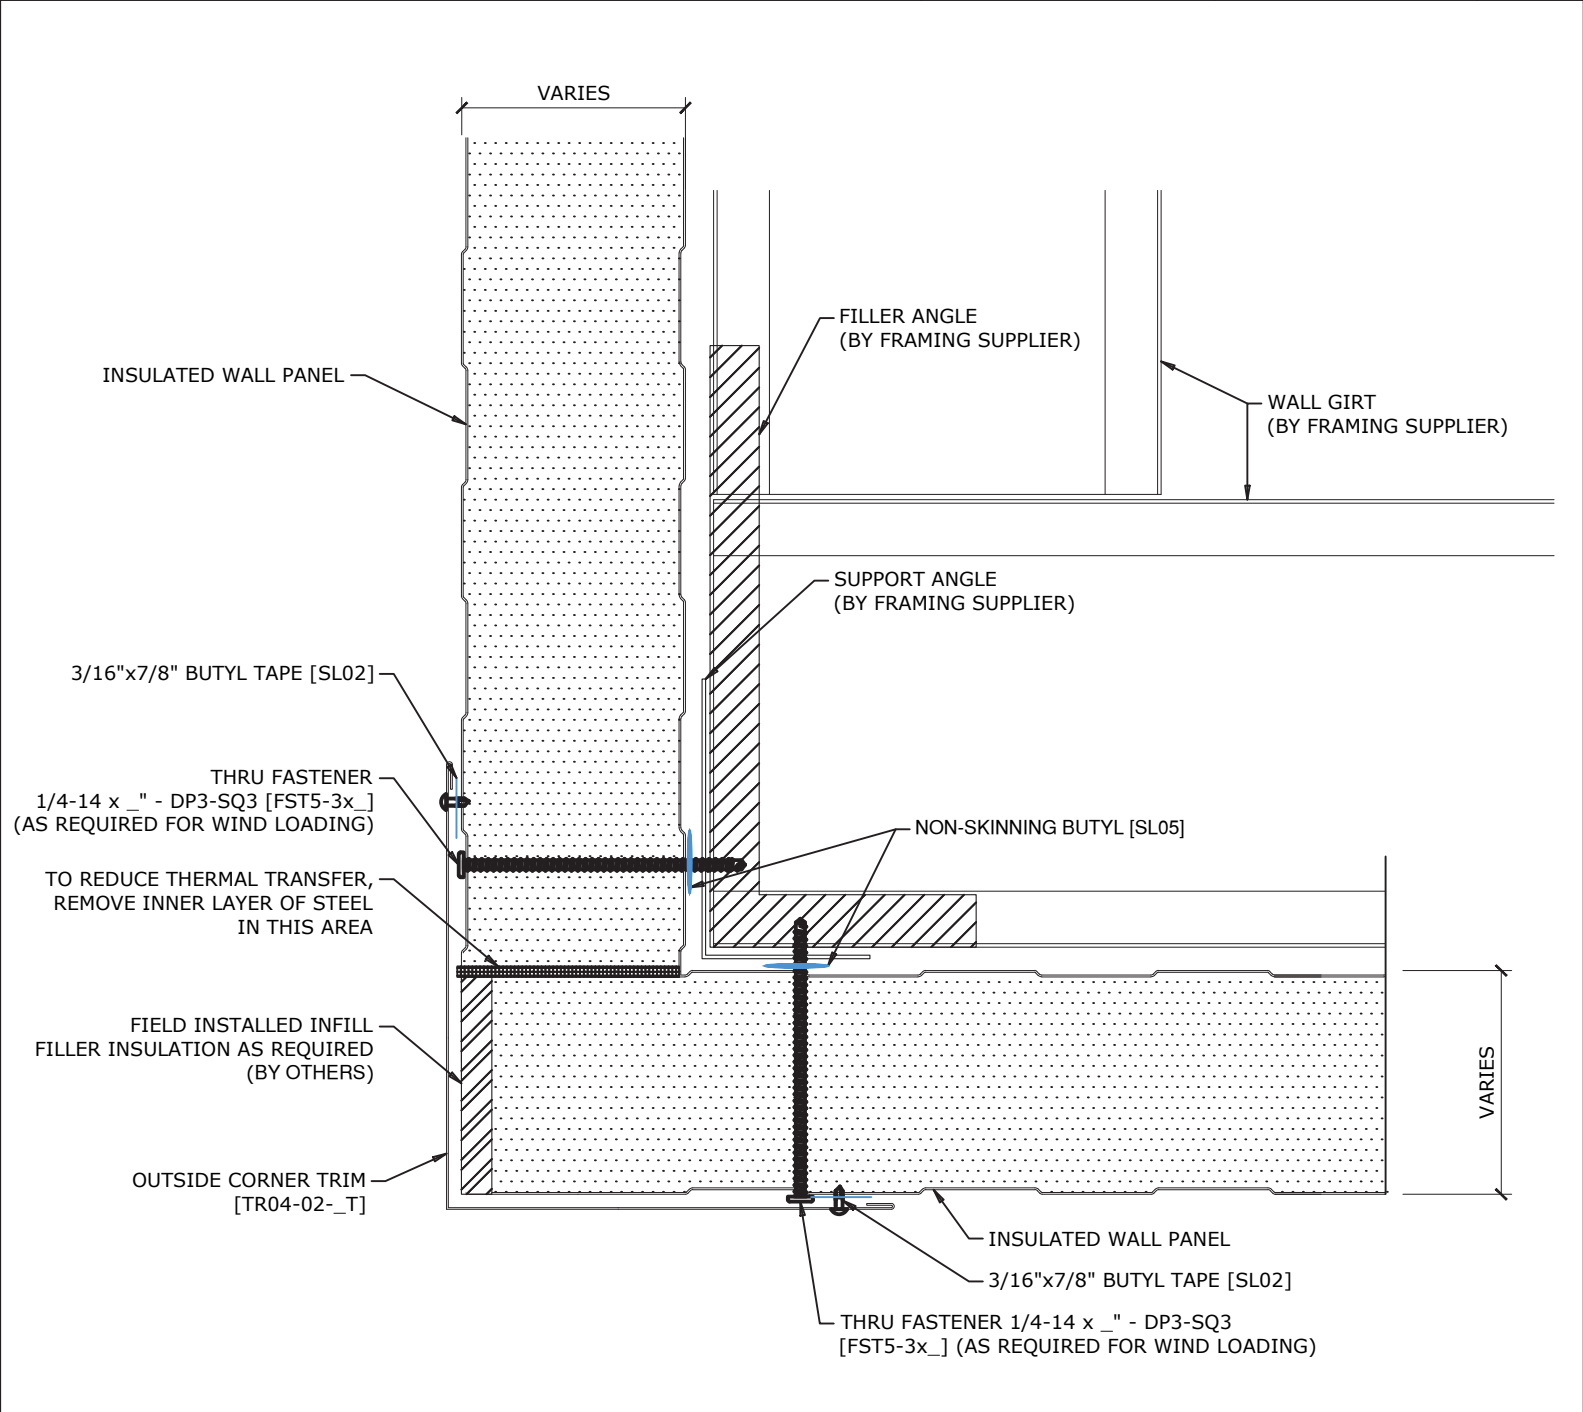 VARIES
FILLER ANGLE
(BY FRAMING SUPPLIER)
INSULATED WALL PANEL
WALL GIRT
(BY FRAMING SUPPLIER)
SUPPORT ANGLE
(BY FRAMING SUPPLIER)
3/16"x7/8" BUTYL TAPE [SL02]
THRU FASTENER
1/4-14 x _" - DP3-SQ3 [FST5-3x_]
(AS REQUIRED FOR WIND LOADING)
NON-SKINNING BUTYL [SL05]
TO REDUCE THERMAL TRANSFER,
REMOVE INNER LAYER OF STEEL
IN THIS AREA
FIELD INSTALLED INFILL
FILLER INSULATION AS REQUIRED
(BY OTHERS)
VARIES
OUTSIDE CORNER TRIM
[TR04-02-_T]
INSULATED WALL PANEL
3/16"x7/8" BUTYL TAPE [SL02]
THRU FASTENER 1/4-14 x _" - DP3-SQ3
[FST5-3x_] (AS REQUIRED FOR WIND LOADING)